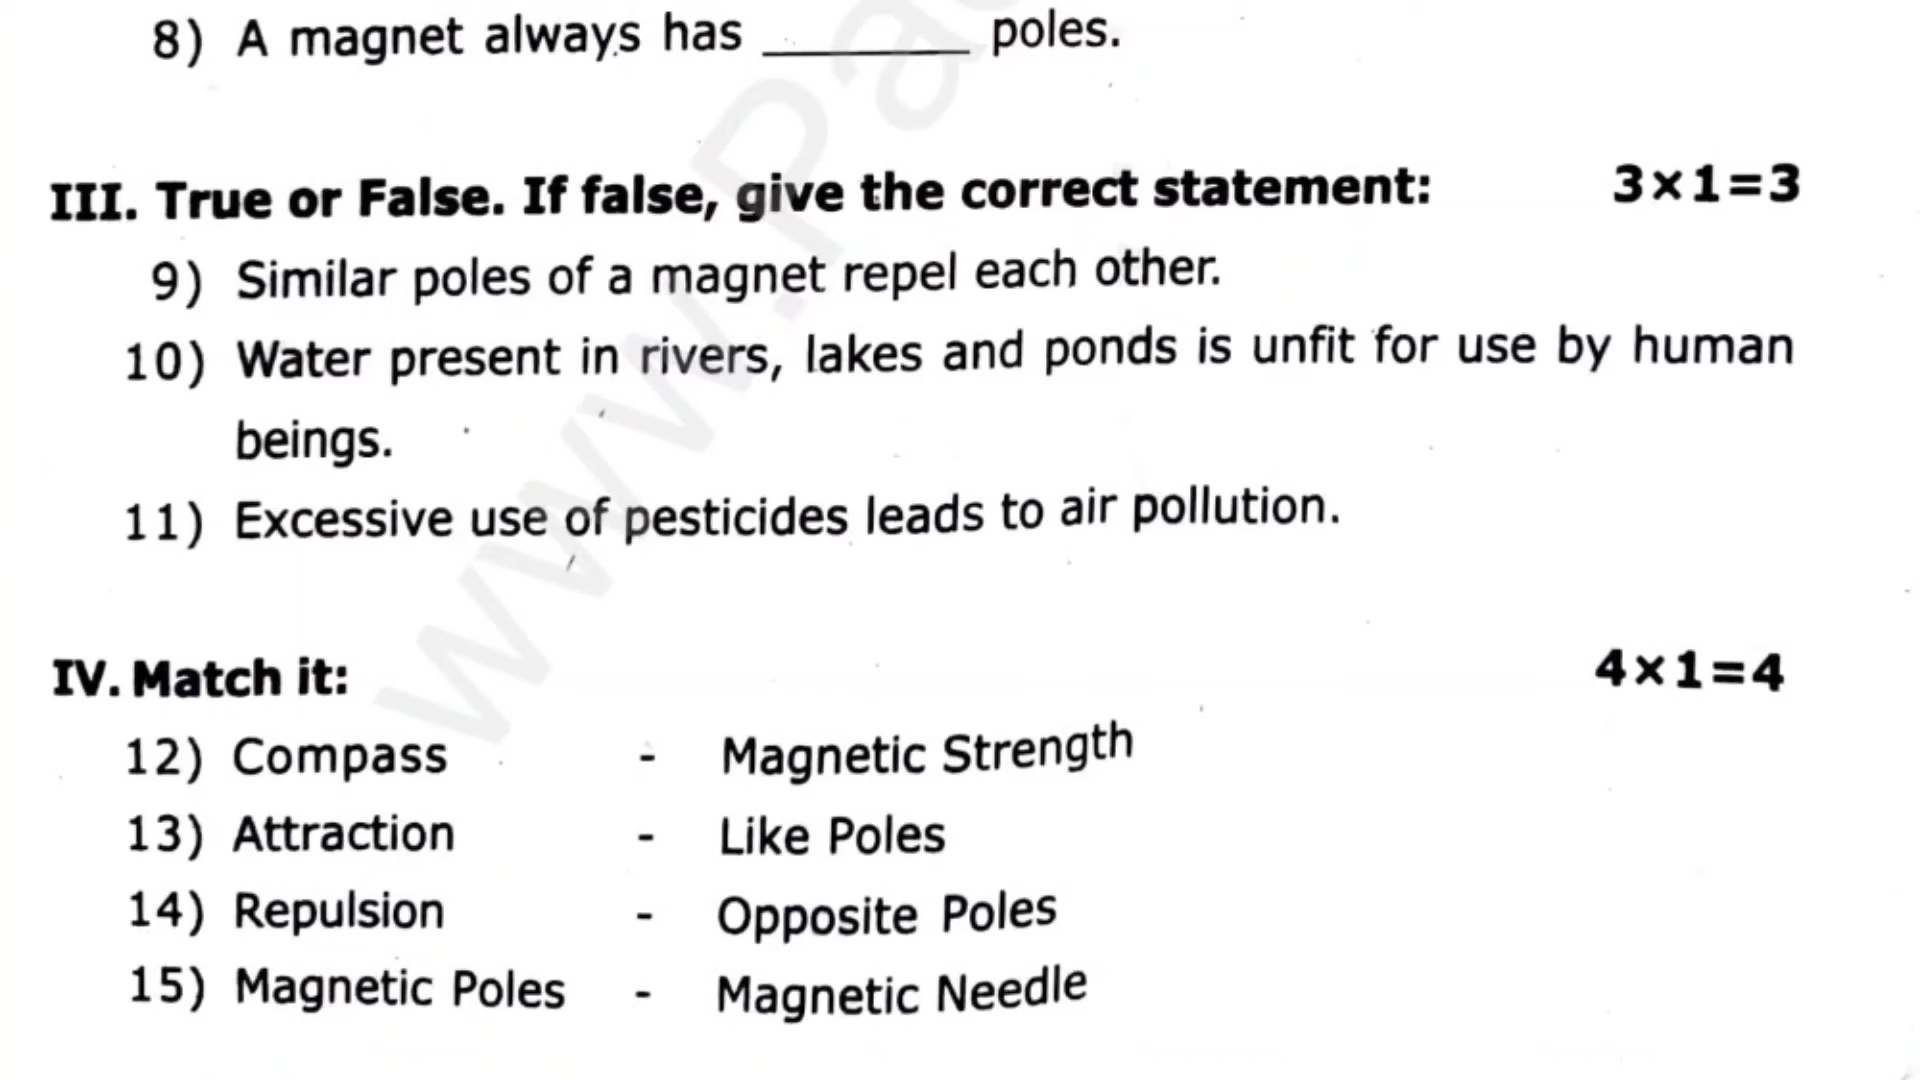 8) A magnet always has ________ poles.
III. True or False. If false, give the correct statement: 3×1=3
9) Similar poles of a magnet repel each other.
10) Water present in rivers, lakes and ponds is unfit for use by human
beings.
11) Excessive use of pesticides leads to air pollution.
IV. Match it: 4×1=4
12) Compass - Magnetic Strength
13) Attraction - Like Poles
14) Repulsion - Opposite Poles
15) Magnetic Poles - Magnetic Needle
www.Pa